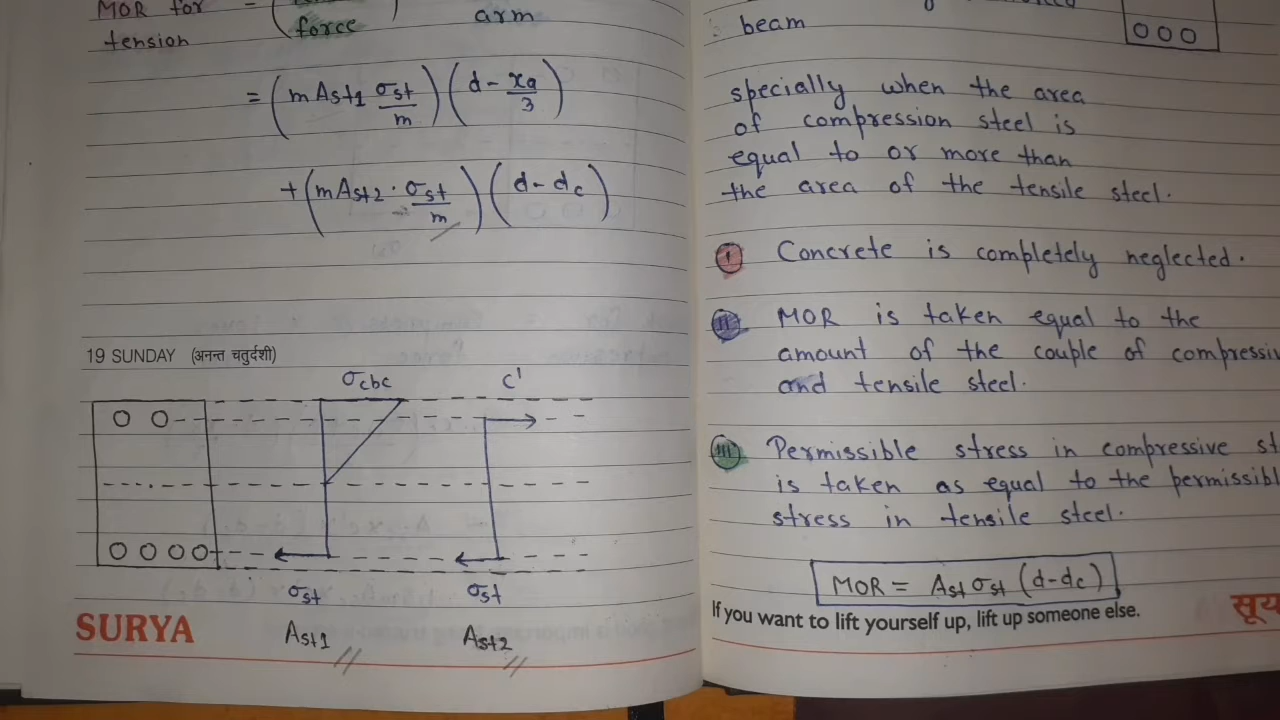 MOR for =
tension
force
arm
= (m Ast1 σst/m) (d - xa/3)
+ (m Ast2 . σst/m) (d - dc)
19 SUNDAY (अनन्त चतुर्दशी)
σcbc C'
σst σst
SURYA
Ast1 Ast2
beam
specially when the area
of compression steel is
equal to or more than
the area of the tensile steel.
I Concrete is completely neglected.
II MOR is taken equal to the
amount of the couple of compressiv
and tensile steel.
III Permissible stress in compressive st
is taken as equal to the permissibl
stress in tensile steel.
MOR = Ast σst (d-dc)
If you want to lift yourself up, lift up someone else.
सूर्य